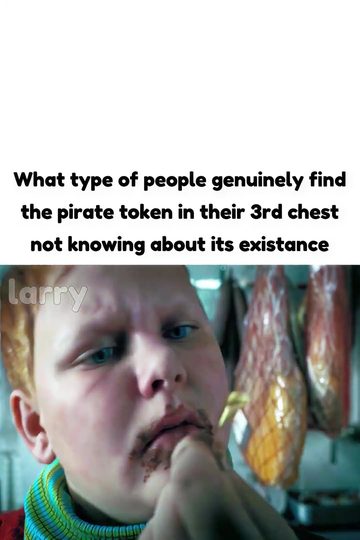 What type of people genuinely find
the pirate token in their 3rd chest
not knowing about its existance
larry